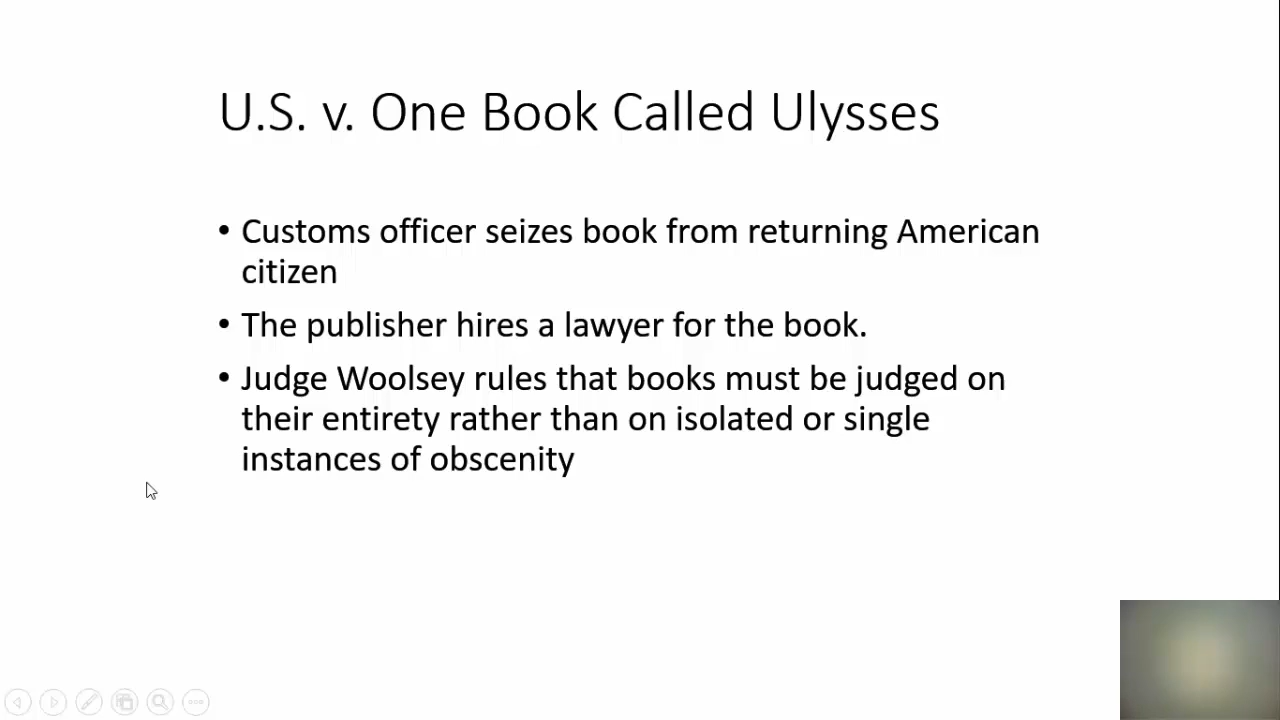 U.S. v. One Book Called Ulysses
• Customs officer seizes book from returning American
citizen
• The publisher hires a lawyer for the book.
• Judge Woolsey rules that books must be judged on
their entirety rather than on isolated or single
instances of obscenity